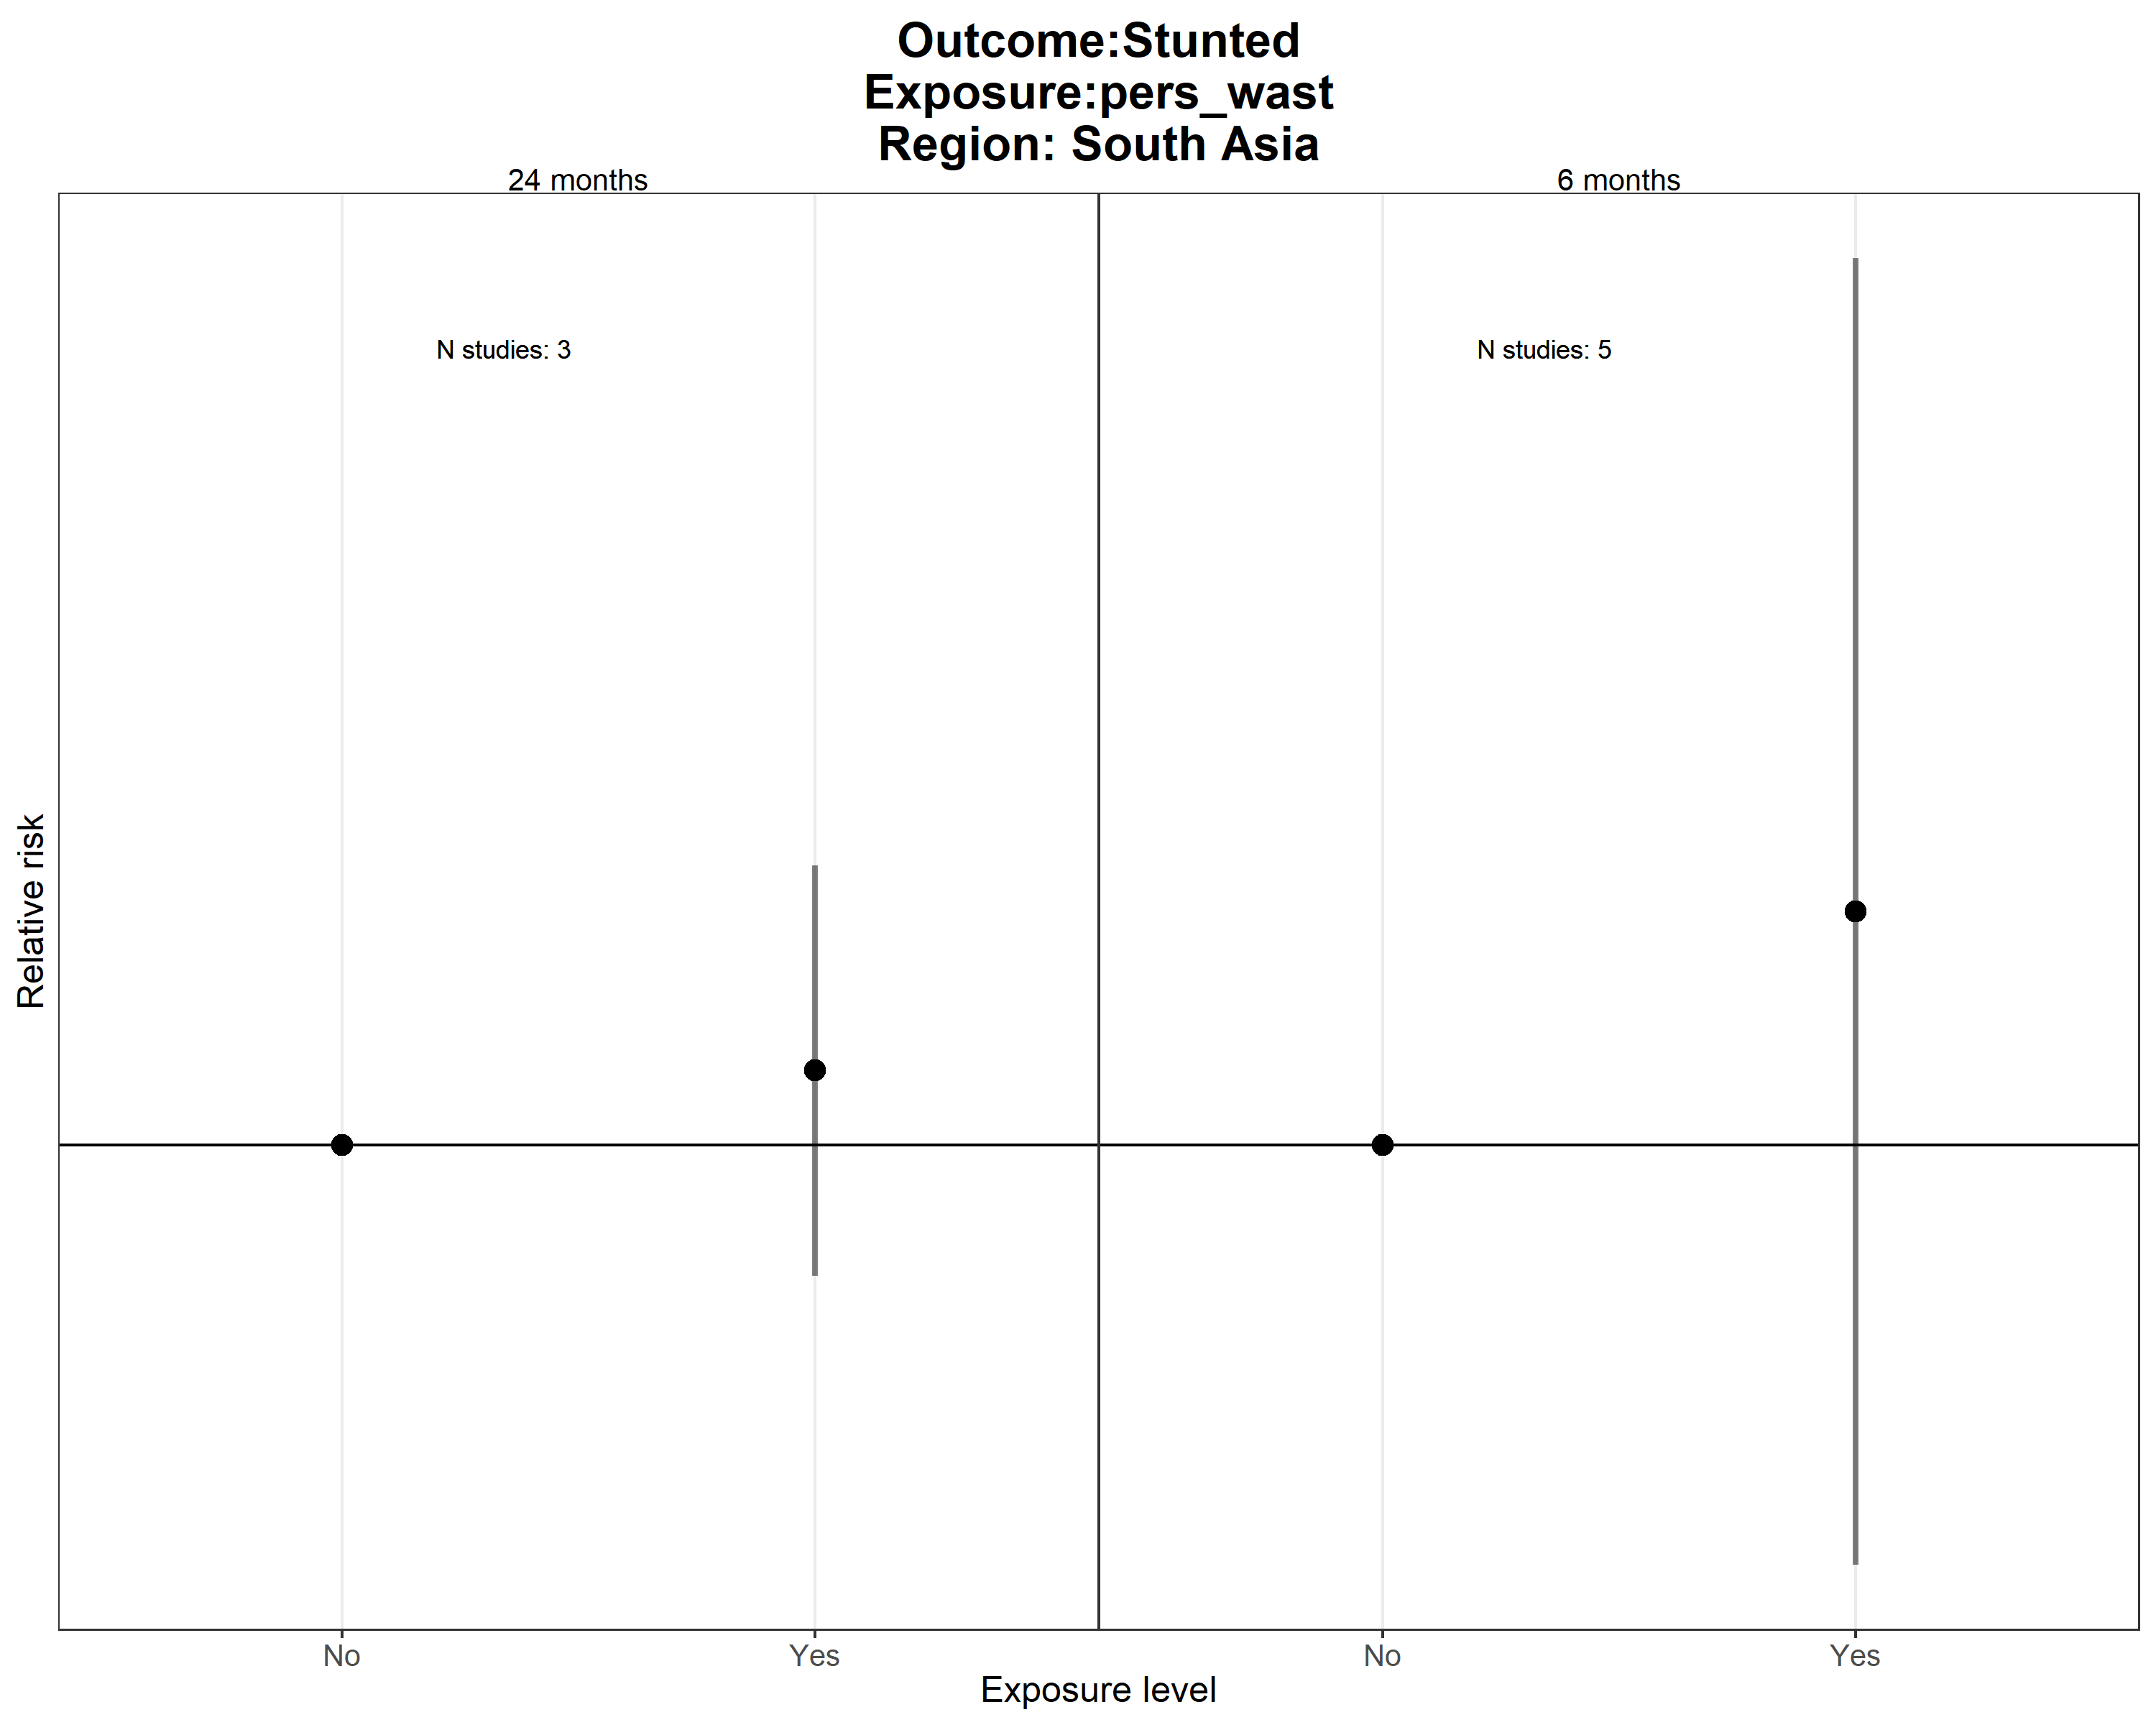 Outcome:Stunted
Exposure:pers_wast
Region: South Asia
24 months
6 months
N studies: 3
N studies: 5
Relative risk
No
Yes
No
Yes
Exposure level